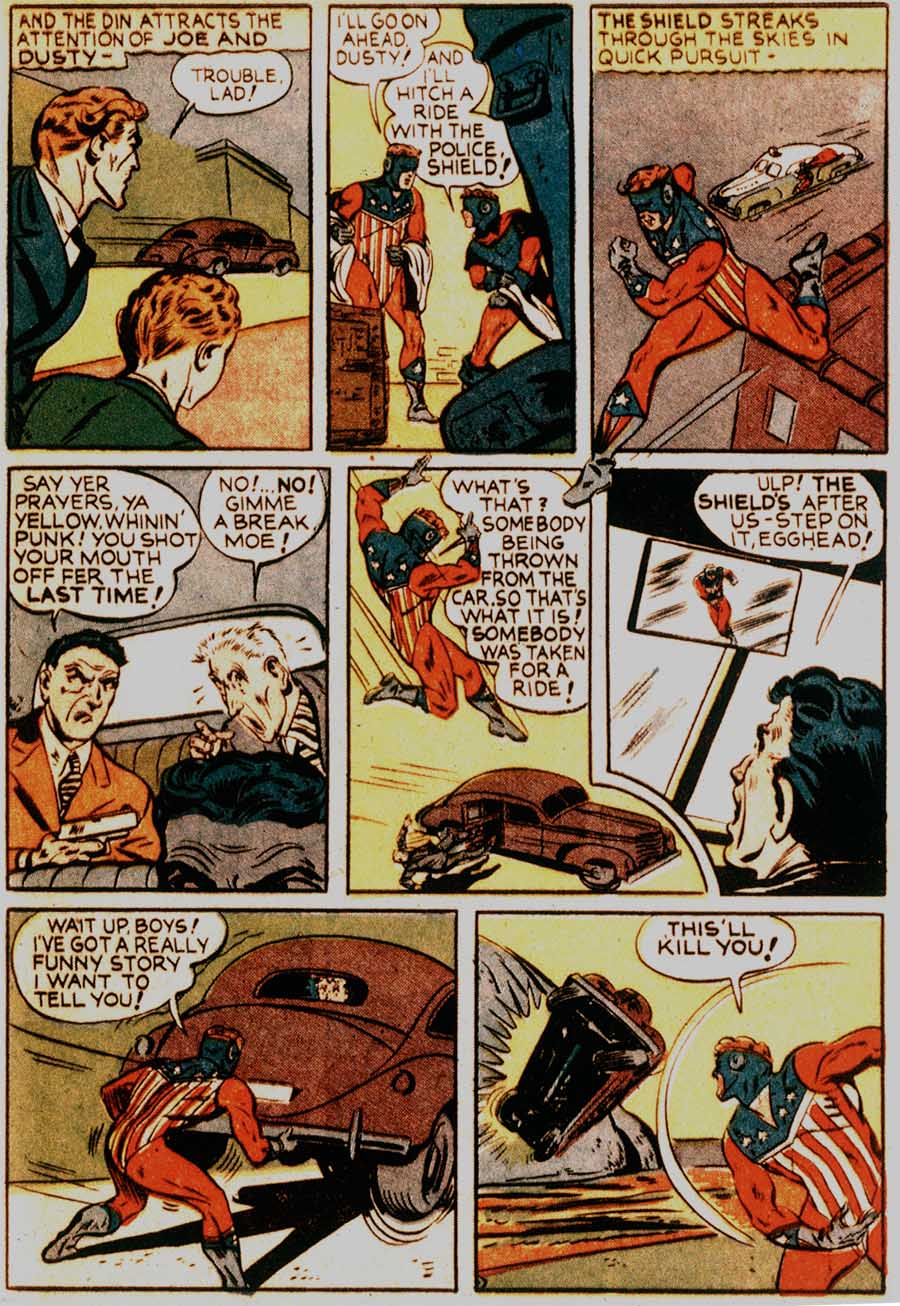 AND THE DIN ATTRACTS THE
ATTENTION OF JOE AND
DUSTY-
TROUBLE,
LAD!
I'LL GO ON
AHEAD,
DUSTY!
AND
I'LL
HITCH A
RIDE
WITH THE
POLICE,
SHIELD!
THE SHIELD STREAKS
THROUGH THE SKIES IN
QUICK PURSUIT-
SAY YER
PRAYERS, YA
YELLOW, WHININ'
PUNK! YOU SHOT
YOUR MOUTH
OFF FER THE
LAST TIME!
NO!...NO!
GIMME
A BREAK
MOE!
WHAT'S
THAT?
SOMEBODY
BEING
THROWN
FROM THE
CAR. SO THAT'S
WHAT IT IS!
SOMEBODY
WAS TAKEN
FOR A
RIDE!
ULP! THE
SHIELD'S AFTER
US-STEP ON
IT, EGGHEAD!
WAIT UP, BOYS!
I'VE GOT A REALLY
FUNNY STORY
I WANT TO
TELL YOU!
THIS'LL
KILL YOU!